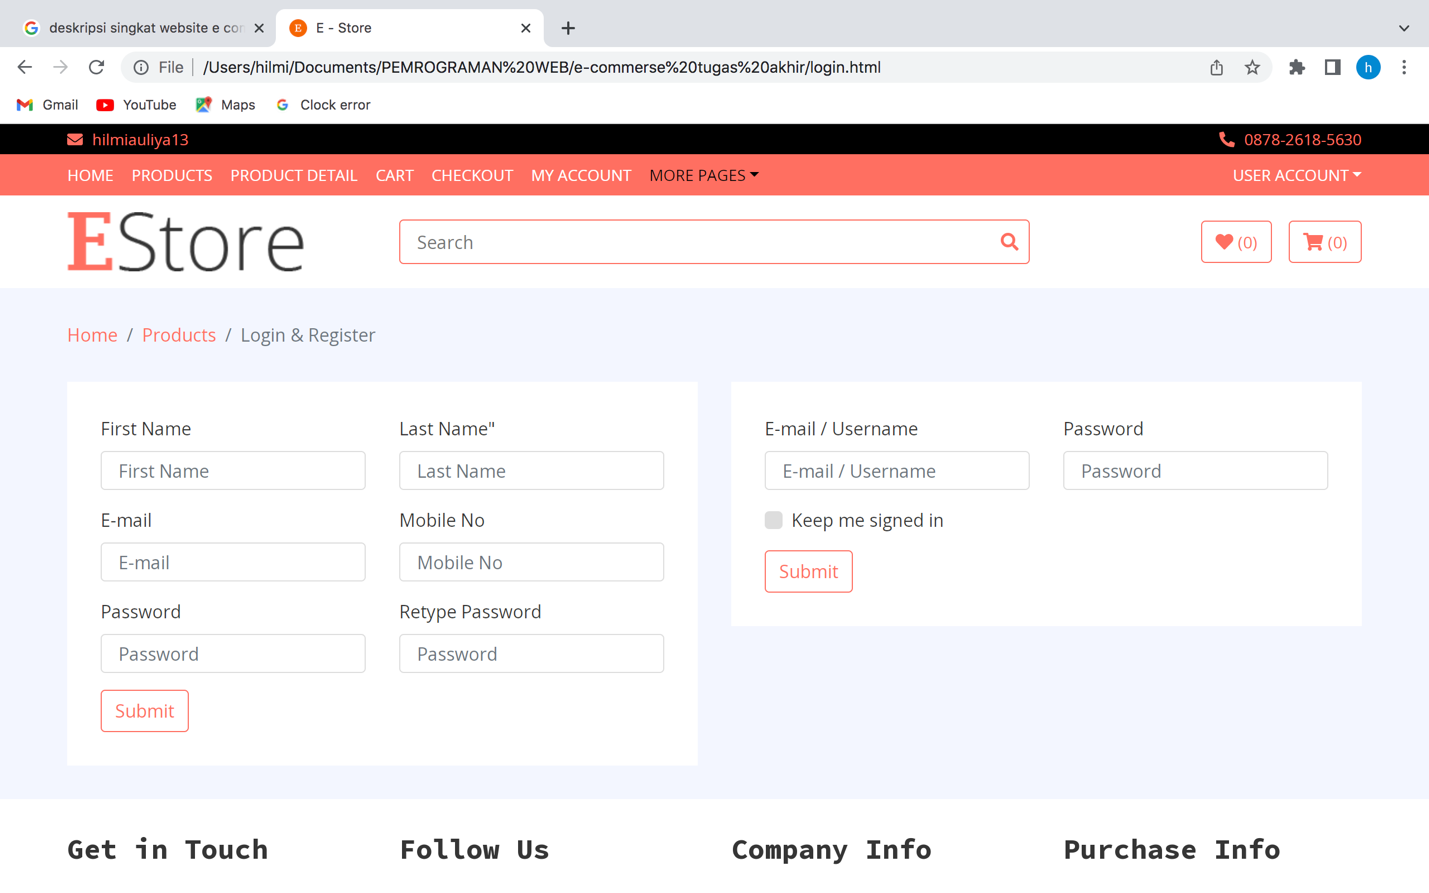 deskripsi singkat website e con
E E - Store
File /Users/hilmi/Documents/PEMROGRAMAN%20WEB/e-commerse%20tugas%20akhir/login.html h
Gmail YouTube Maps Clock error
hilmiauliya13 0878-2618-5630
HOME PRODUCTS PRODUCT DETAIL CART CHECKOUT MY ACCOUNT MORE PAGES USER ACCOUNT
EStore Search (0) (0)
Home / Products / Login & Register
First Name Last Name" E-mail / Username Password
First Name Last Name E-mail / Username Password
E-mail Mobile No Keep me signed in
E-mail Mobile No Submit
Password Retype Password
Password Password
Submit
Get in Touch Follow Us Company Info Purchase Info